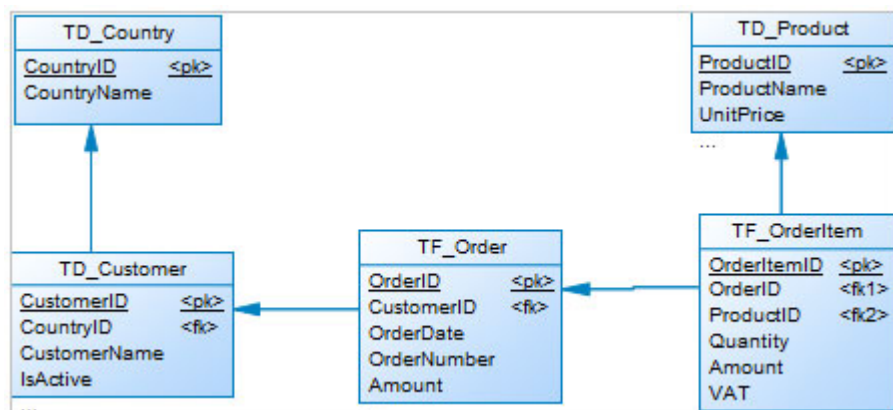 TD_Country
CountryID <pk>
CountryName
TD_Product
ProductID <pk>
ProductName
UnitPrice
...
TD_Customer
CustomerID <pk>
CountryID <fk>
CustomerName
IsActive
...
TF_Order
OrderID <pk>
CustomerID <fk>
OrderDate
OrderNumber
Amount
TF_OrderItem
OrderItemID <pk>
OrderID <fk1>
ProductID <fk2>
Quantity
Amount
VAT